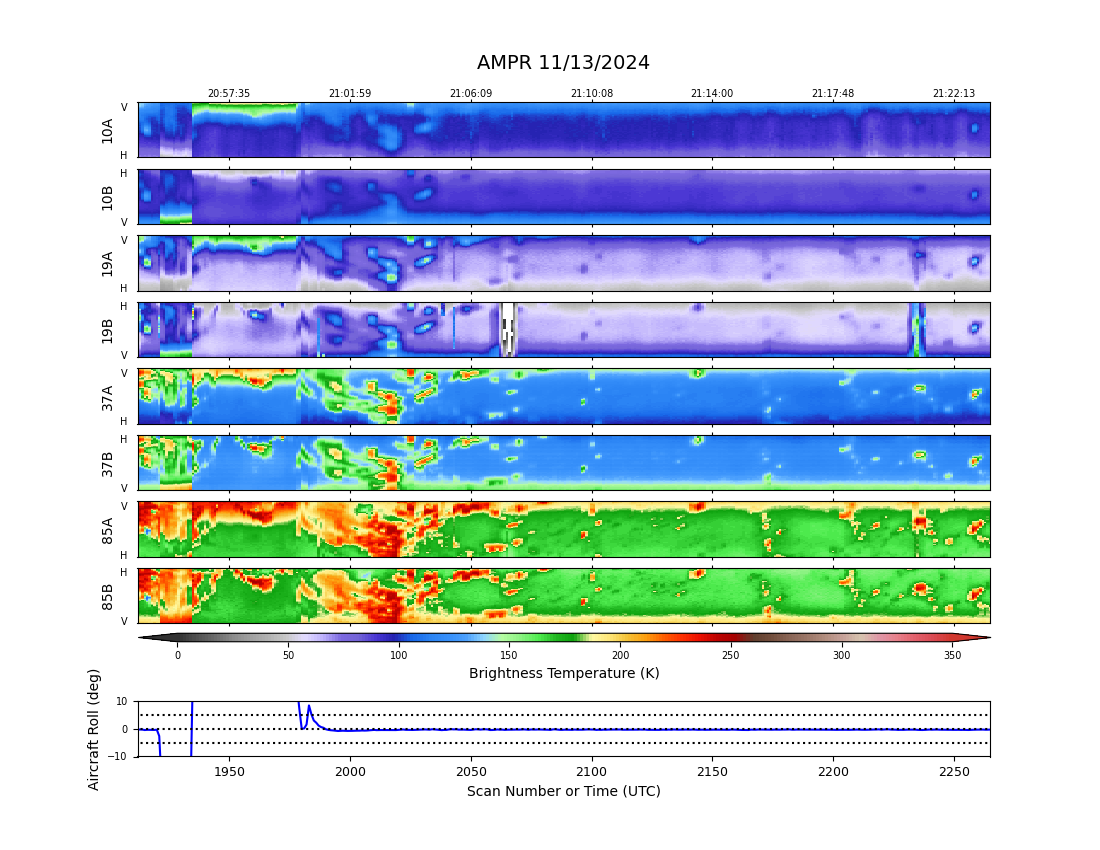 AMPR 11/13/2024
20:57:35 21:01:59 21:06:09 21:10:08 21:14:00 21:17:48 21:22:13
V
10A
H
H
10B
V
V
19A
H
H
19B
V
V
37A
H
H
37B
V
V
85A
H
H
85B
V
0 50 100 150 200 250 300 350
Brightness Temperature (K)
Aircraft Roll (deg)
10
0
−10
1950 2000 2050 2100 2150 2200 2250
Scan Number or Time (UTC)